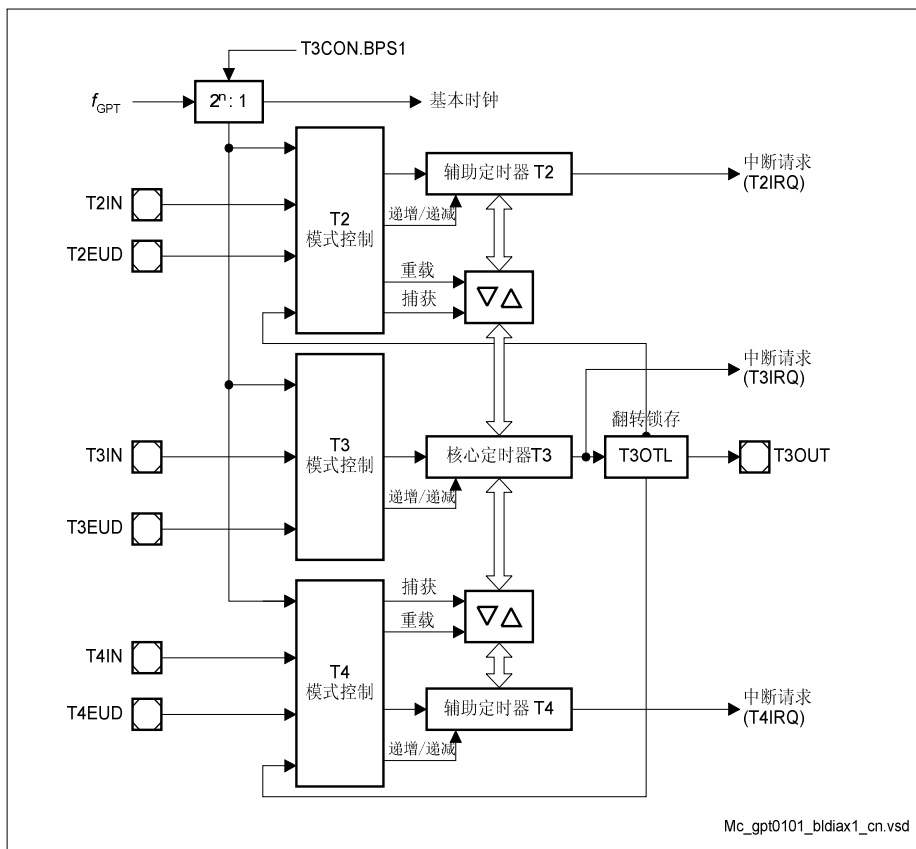 T3CON.BPS1
fGPT
2ⁿ : 1
基本时钟
T2IN
T2EUD
T2
模式控制
辅助定时器 T2
递增/递减
重载
捕获
中断请求
(T2IRQ)
中断请求
(T3IRQ)
翻转锁存
T3IN
T3EUD
T3
模式控制
核心定时器T3
递增/递减
T3OTL
T3OUT
捕获
重载
T4IN
T4EUD
T4
模式控制
辅助定时器 T4
递增/递减
中断请求
(T4IRQ)
Mc_gpt0101_bldiax1_cn.vsd